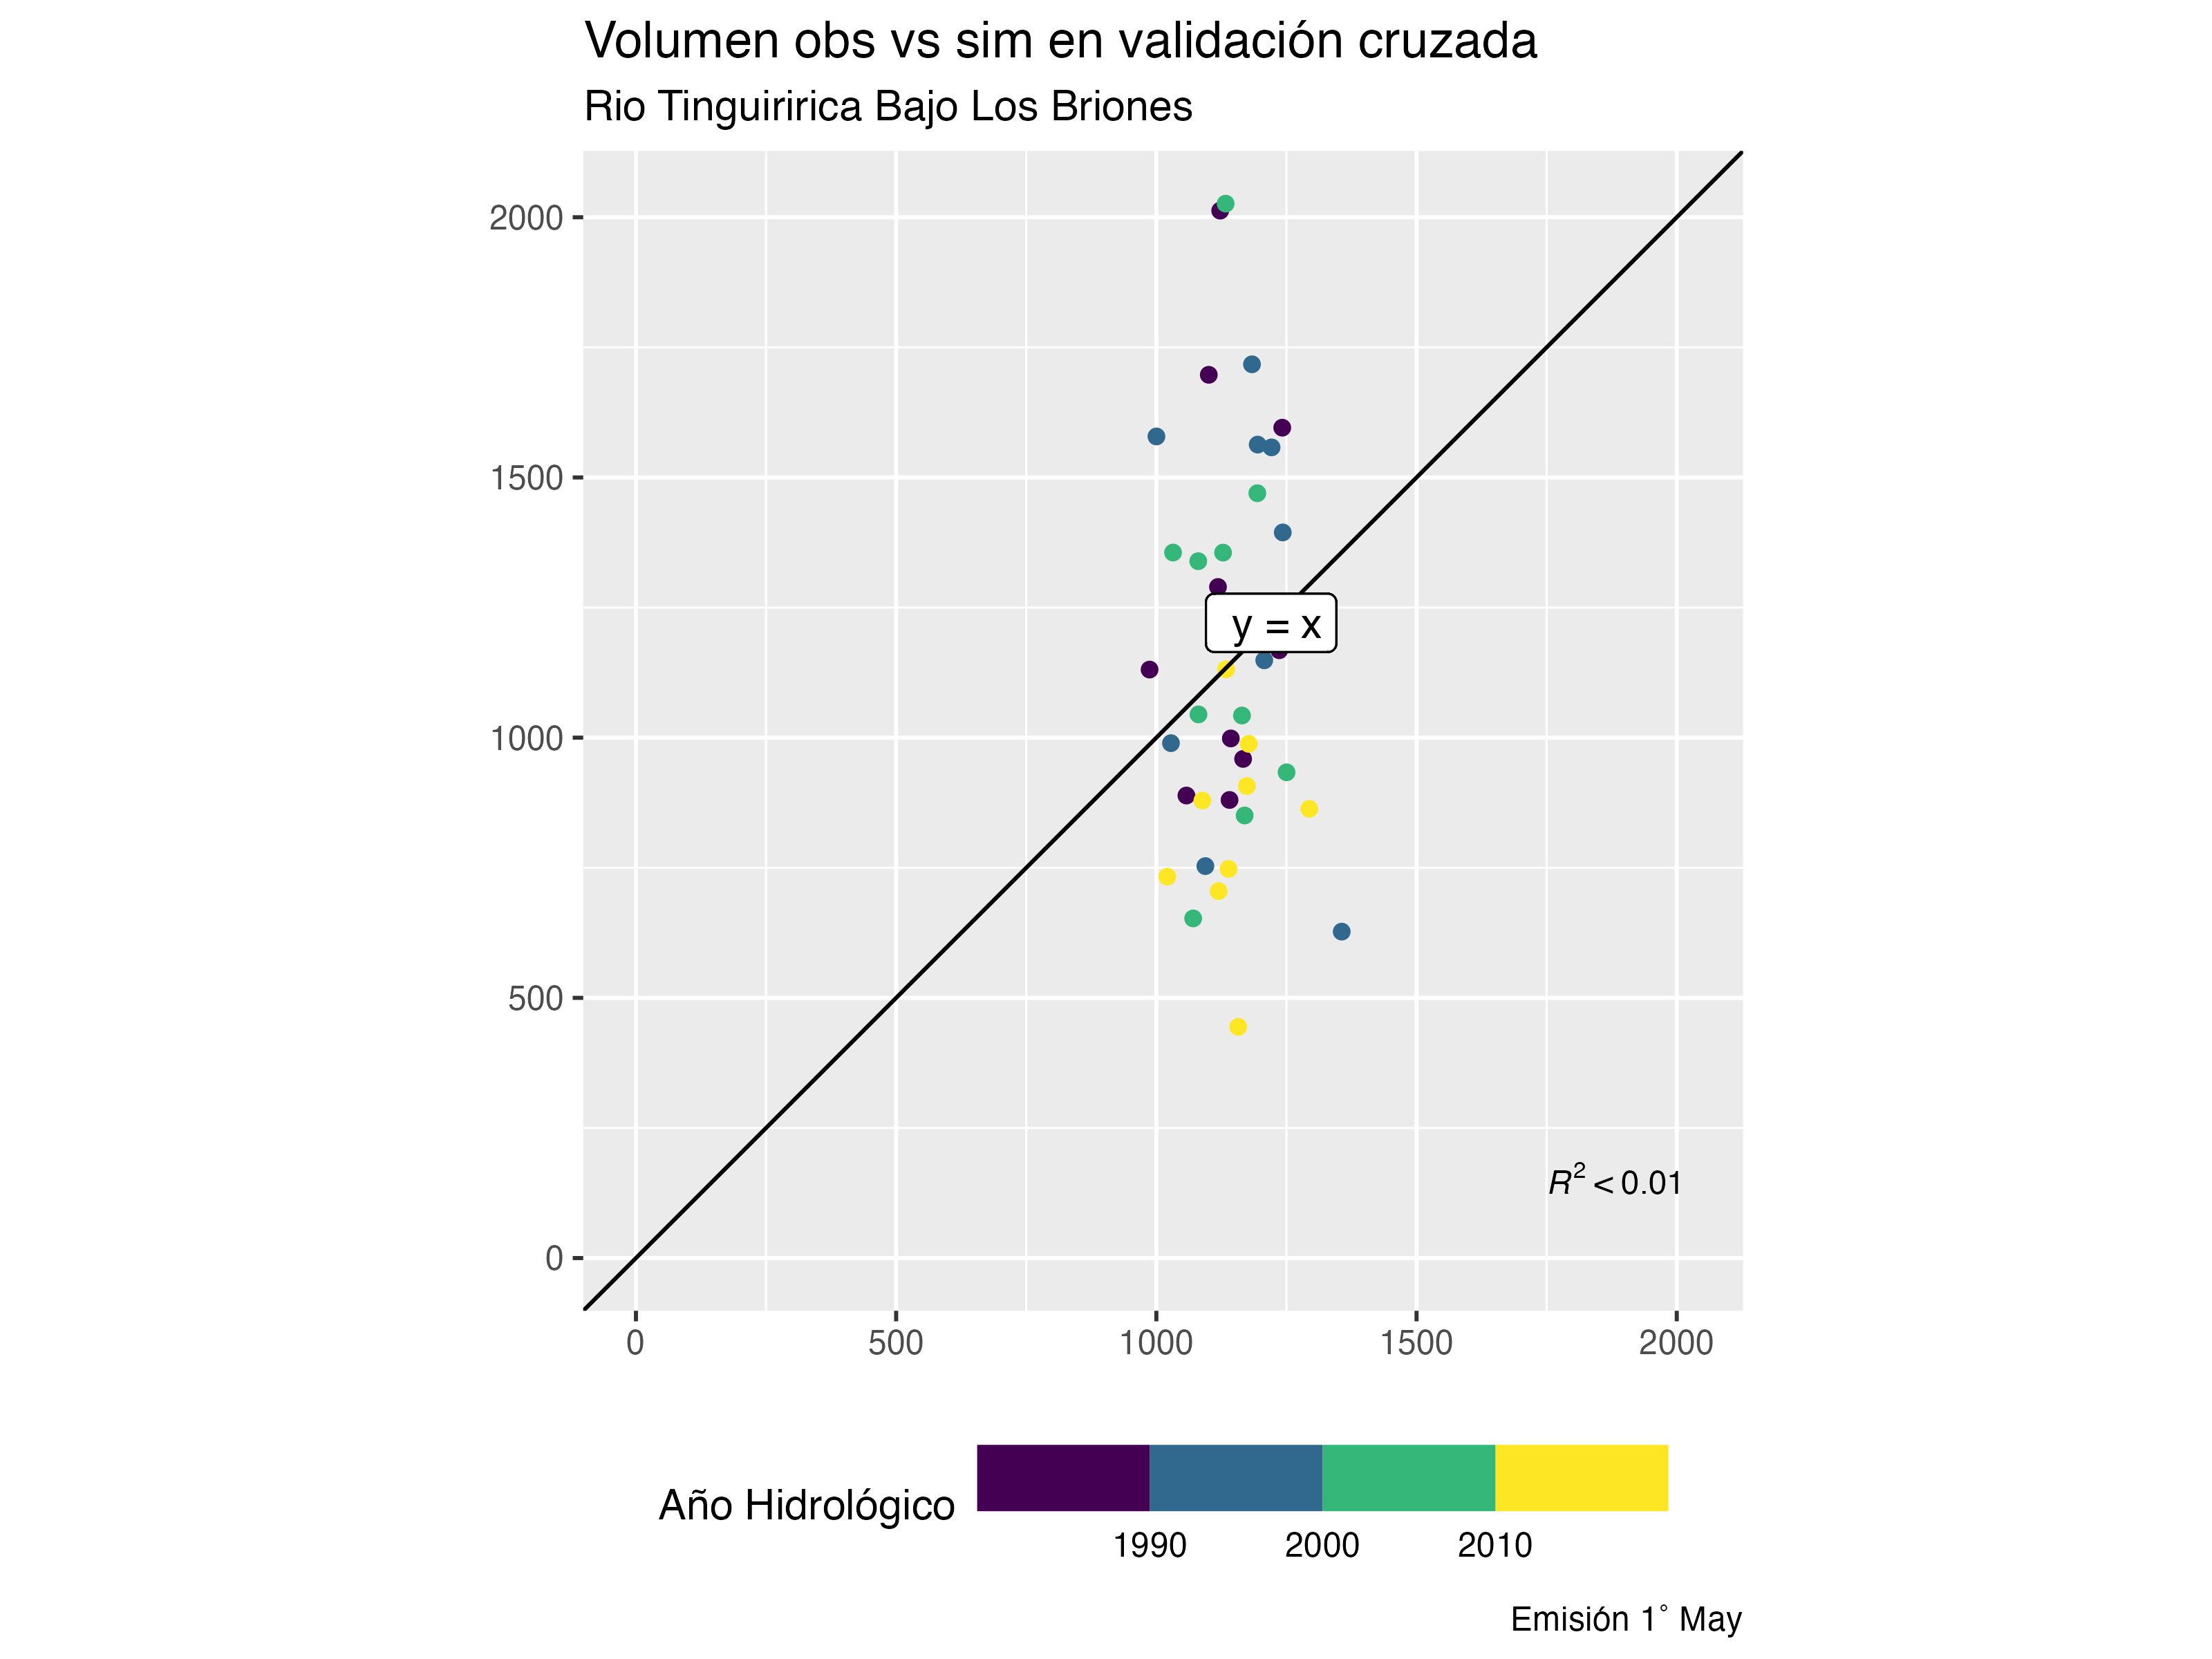 Volumen obs vs sim en validación cruzada
Rio Tinguiririca Bajo Los Briones
2000
1500
1000
500
0
y = x
R² < 0.01
0 500 1000 1500 2000
Año Hidrológico
1990 2000 2010
Emisión 1° May